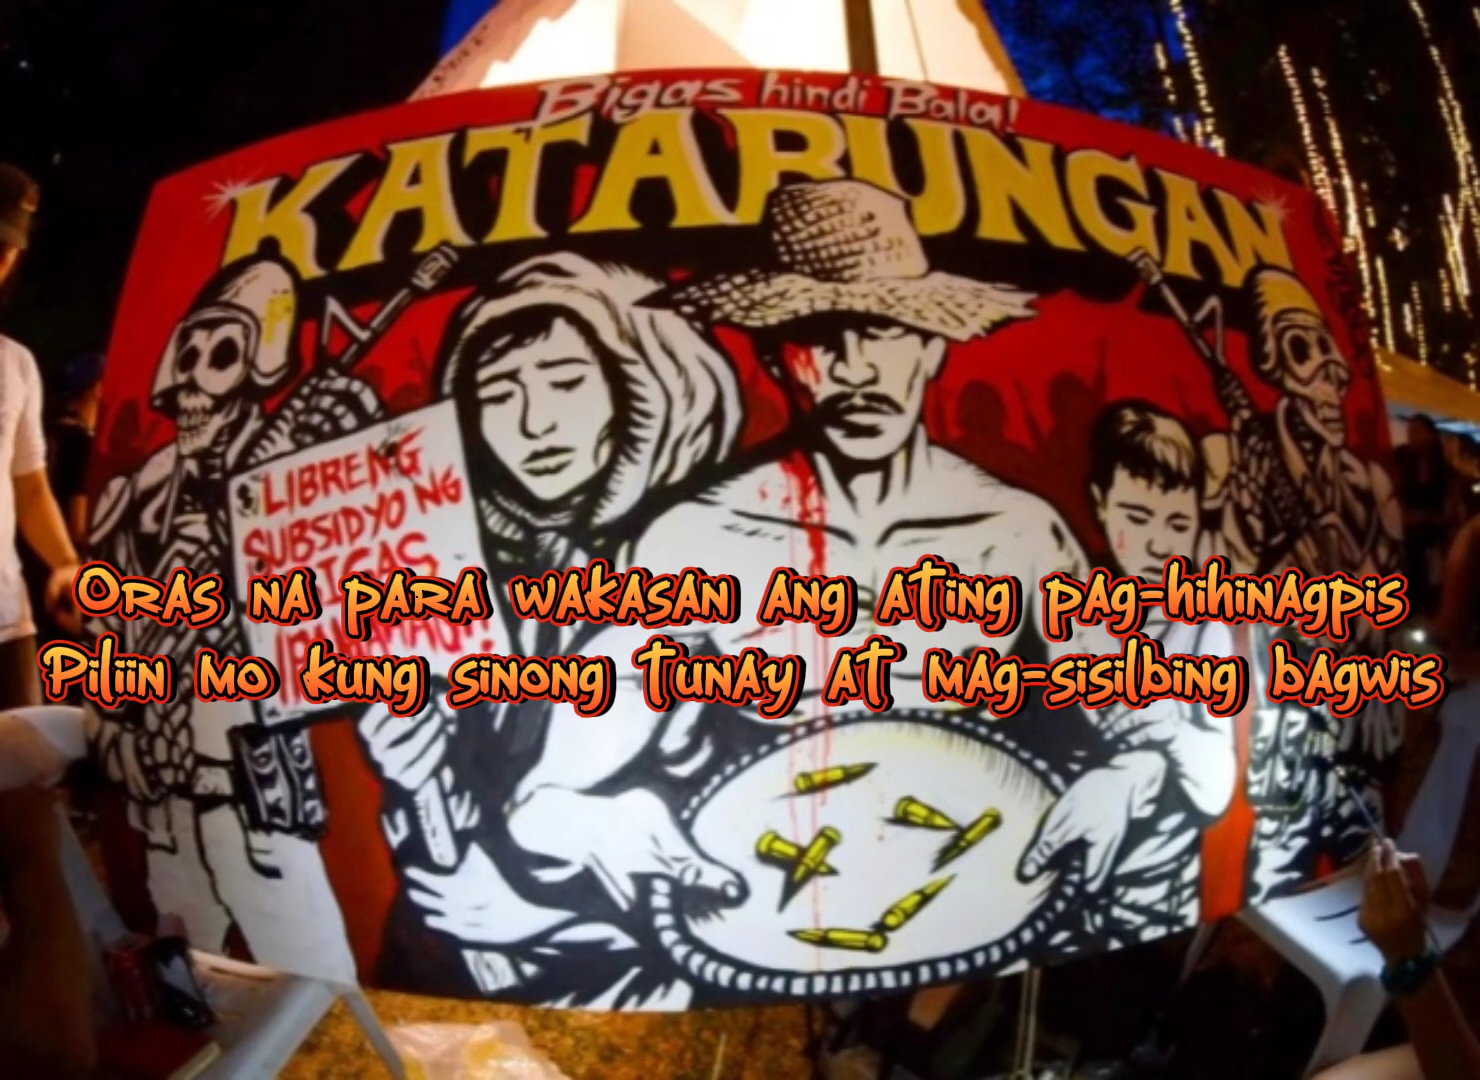 Bigas hindi Bala!
KATARUNGAN
LIBRENG
SUBSIDYO NG
BIGAS
Oras na para wakasan ang ating pag-hihinagpis
Piliin mo kung sinong tunay at mag-sisilbing bagwis